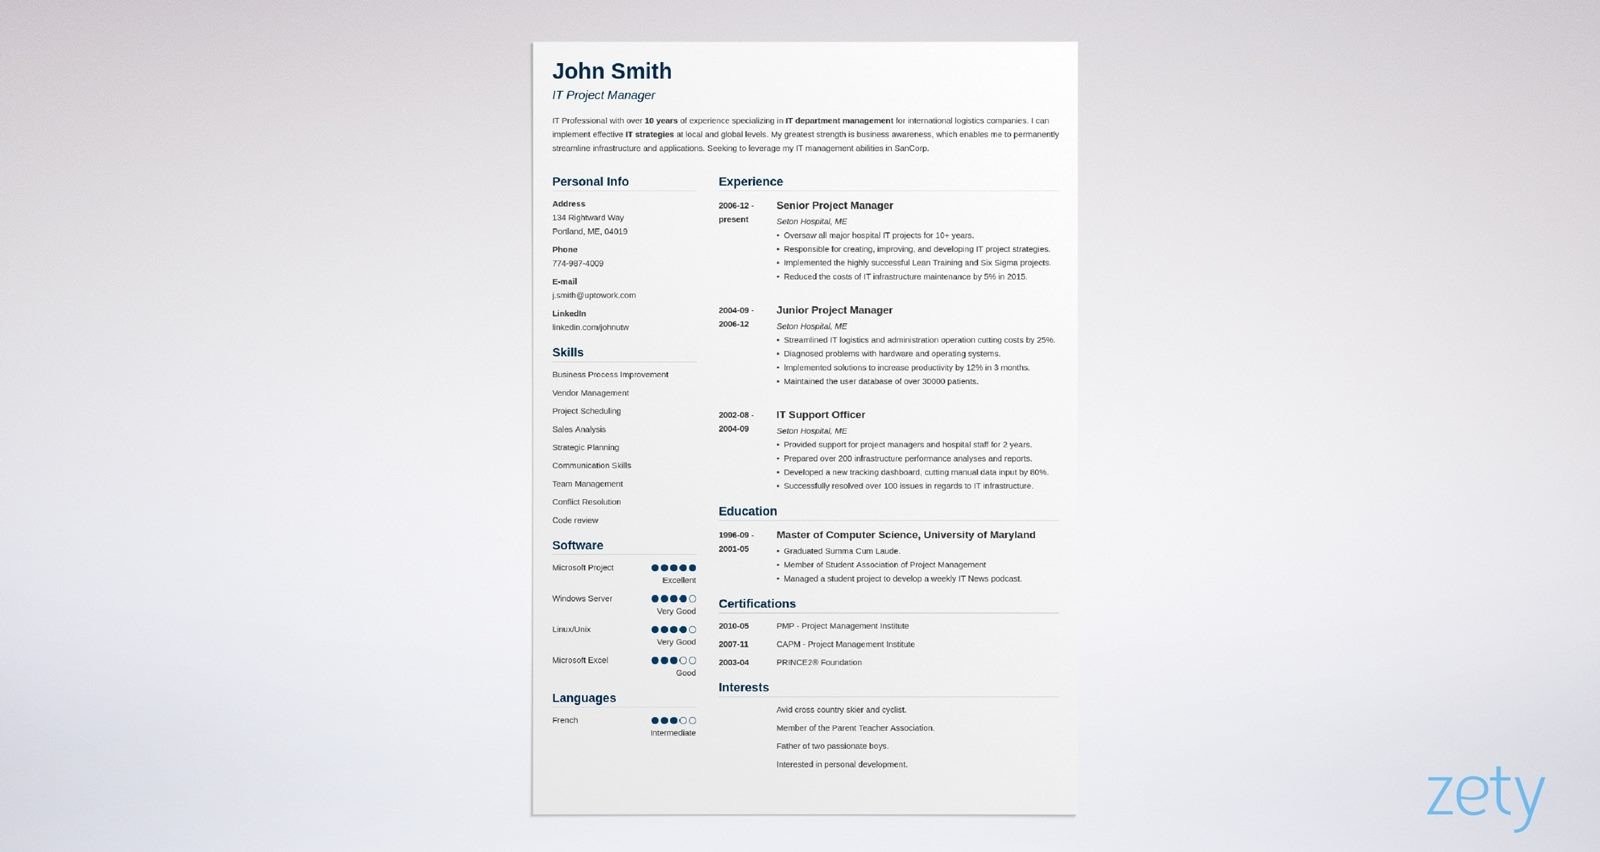 John Smith
IT Project Manager
IT Professional with over 10 years of experience specializing in IT department management for international logistics companies. I can
implement effective IT strategies at local and global levels. My greatest strength is business awareness, which enables me to permanently
streamline infrastructure and applications. Seeking to leverage my IT management abilities in SanCorp.
Personal Info
Address
134 Rightward Way
Portland, ME, 04019
Phone
774-987-4009
E-mail
j.smith@uptowork.com
LinkedIn
linkedin.com/johnutw
Skills
Business Process Improvement
Vendor Management
Project Scheduling
Sales Analysis
Strategic Planning
Communication Skills
Team Management
Conflict Resolution
Code review
Software
Microsoft Project
Excellent
Windows Server
Very Good
Linux/Unix
Very Good
Microsoft Excel
Good
Languages
French
Intermediate
Experience
2006-12 -
present
Senior Project Manager
Seton Hospital, ME
• Oversaw all major hospital IT projects for 10+ years.
• Responsible for creating, improving, and developing IT project strategies.
• Implemented the highly successful Lean Training and Six Sigma projects.
• Reduced the costs of IT infrastructure maintenance by 5% in 2015.
2004-09 -
2006-12
Junior Project Manager
Seton Hospital, ME
• Streamlined IT logistics and administration operation cutting costs by 25%.
• Diagnosed problems with hardware and operating systems.
• Implemented solutions to increase productivity by 12% in 3 months.
• Maintained the user database of over 30000 patients.
2002-08 -
2004-09
IT Support Officer
Seton Hospital, ME
• Provided support for project managers and hospital staff for 2 years.
• Prepared over 200 infrastructure performance analyses and reports.
• Developed a new tracking dashboard, cutting manual data input by 80%.
• Successfully resolved over 100 issues in regards to IT infrastructure.
Education
1996-09 -
2001-05
Master of Computer Science, University of Maryland
• Graduated Summa Cum Laude.
• Member of Student Association of Project Management
• Managed a student project to develop a weekly IT News podcast.
Certifications
2010-05 PMP - Project Management Institute
2007-11 CAPM - Project Management Institute
2003-04 PRINCE2® Foundation
Interests
Avid cross country skier and cyclist.
Member of the Parent Teacher Association.
Father of two passionate boys.
Interested in personal development.
zety